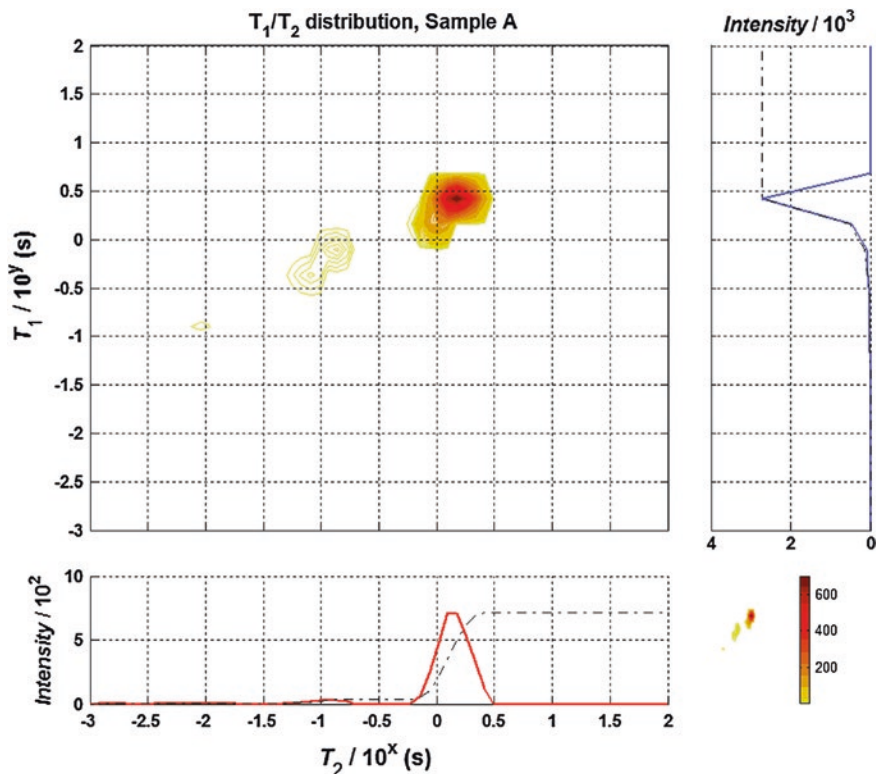 T1/T2 distribution, Sample A
Intensity / 10^3
2
1.5
1
0.5
0
-0.5
-1
-1.5
-2
-2.5
-3
T1 / 10^y (s)
4 2 0
10
5
0
Intensity / 10^2
-3 -2.5 -2 -1.5 -1 -0.5 0 0.5 1 1.5 2
T2 / 10^x (s)
600
400
200